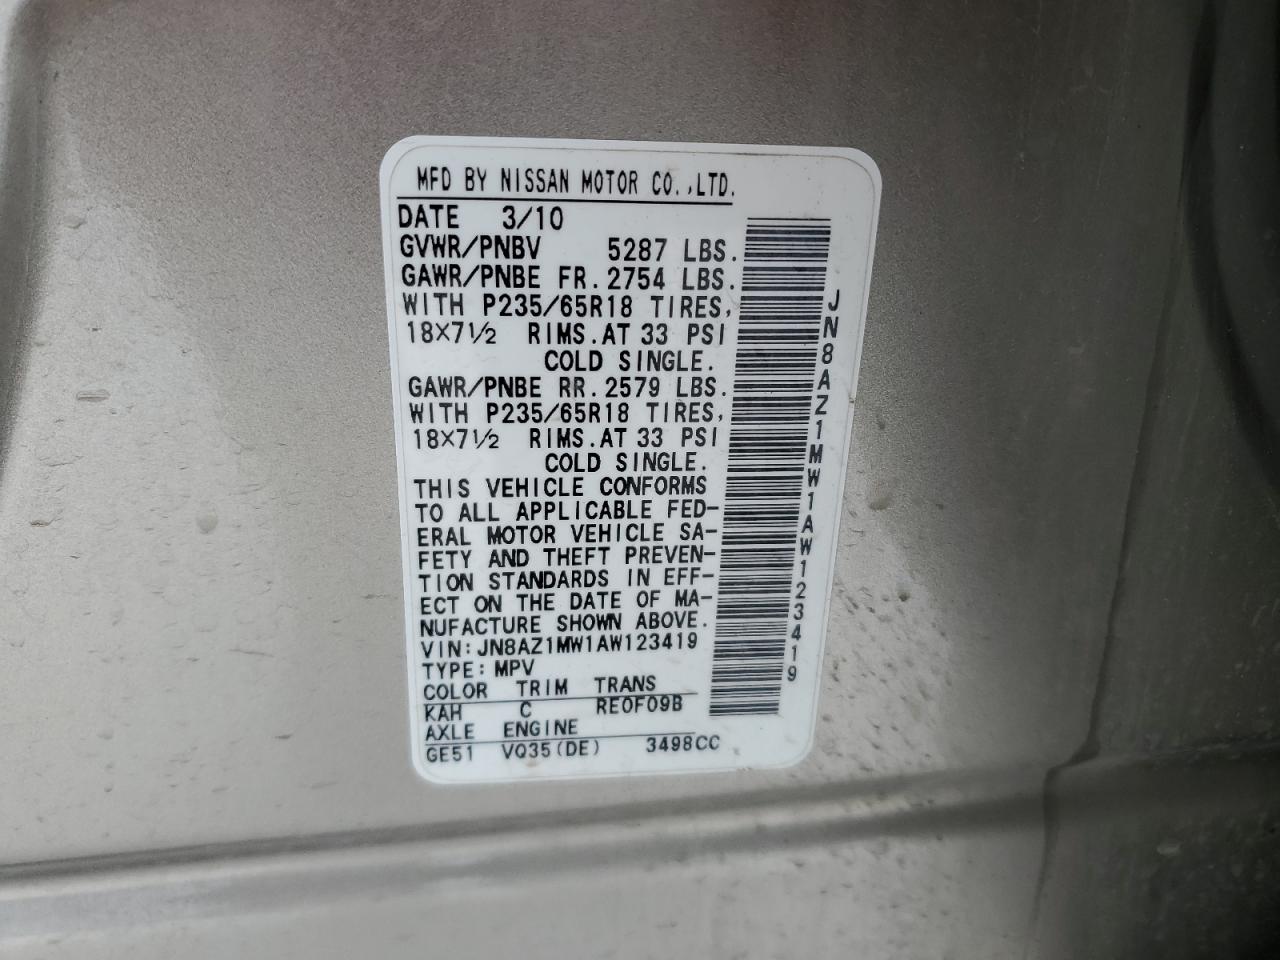 MFD BY NISSAN MOTOR CO.,LTD.
DATE 3/10
GVWR/PNBV 5287 LBS.
GAWR/PNBE FR.2754 LBS.
WITH P235/65R18 TIRES,
18×7½ RIMS.AT 33 PSI
COLD SINGLE.
GAWR/PNBE RR.2579 LBS.
WITH P235/65R18 TIRES,
18×7½ RIMS.AT 33 PSI
COLD SINGLE.
THIS VEHICLE CONFORMS
TO ALL APPLICABLE FED-
ERAL MOTOR VEHICLE SA-
FETY AND THEFT PREVEN-
TION STANDARDS IN EFF-
ECT ON THE DATE OF MA-
NUFACTURE SHOWN ABOVE.
VIN:JN8AZ1MW1AW123419
TYPE:MPV
COLOR TRIM TRANS
KAH C RE0F09B
AXLE ENGINE
GE51 VQ35(DE) 3498CC
JN8AZ1MW1AW123419